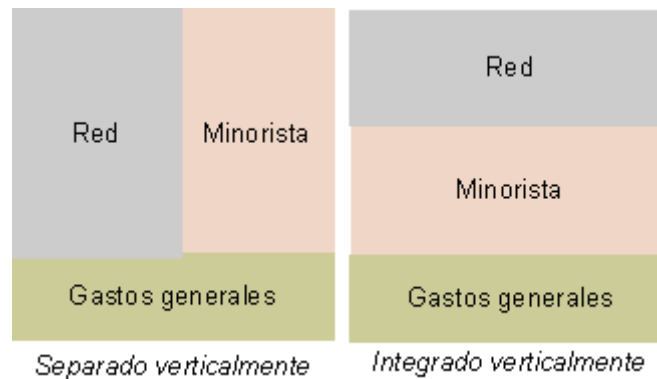 Red
Minorista
Gastos generales
Separado verticalmente
Red
Minorista
Gastos generales
Integrado verticalmente